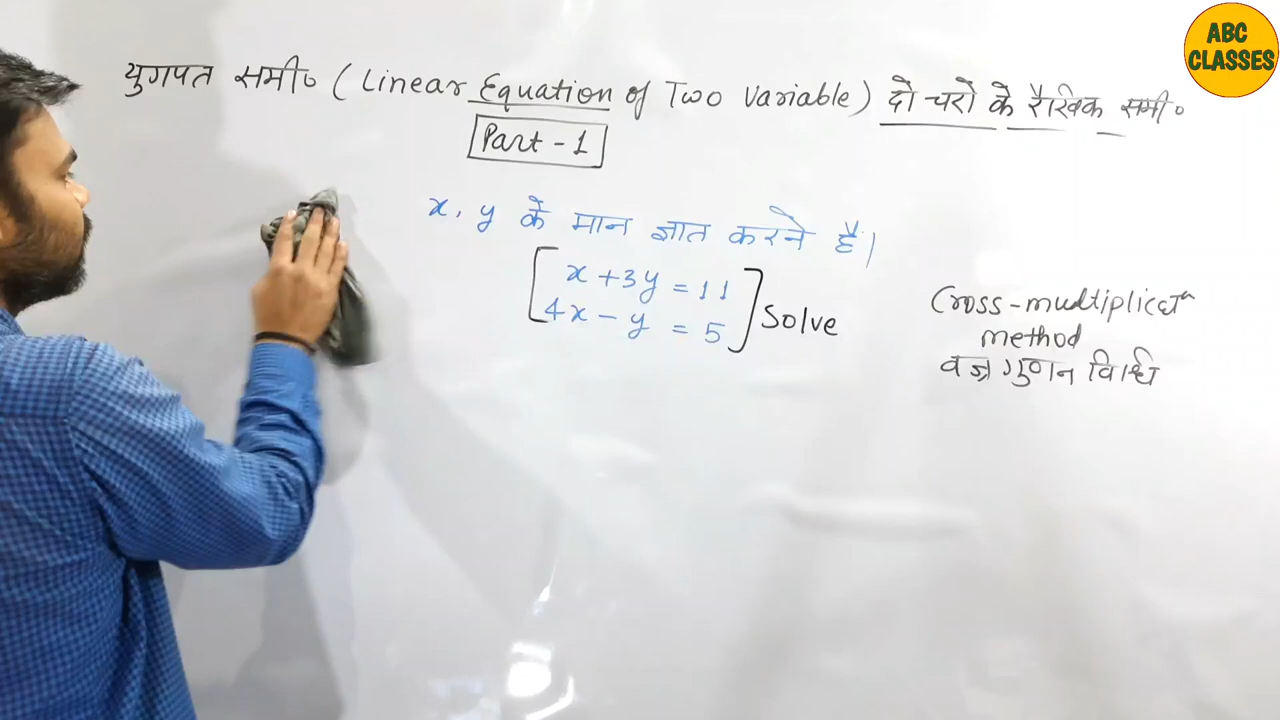 युगपत समी० (Linear Equation of Two Variable) दो चरो के रैखिक समी०
Part - 1
x, y के मान ज्ञात करने है।
x + 3y = 11
4x - y = 5
Solve
Cross-multiplicatn
method
वज्र गुणन विधि
ABC
CLASSES